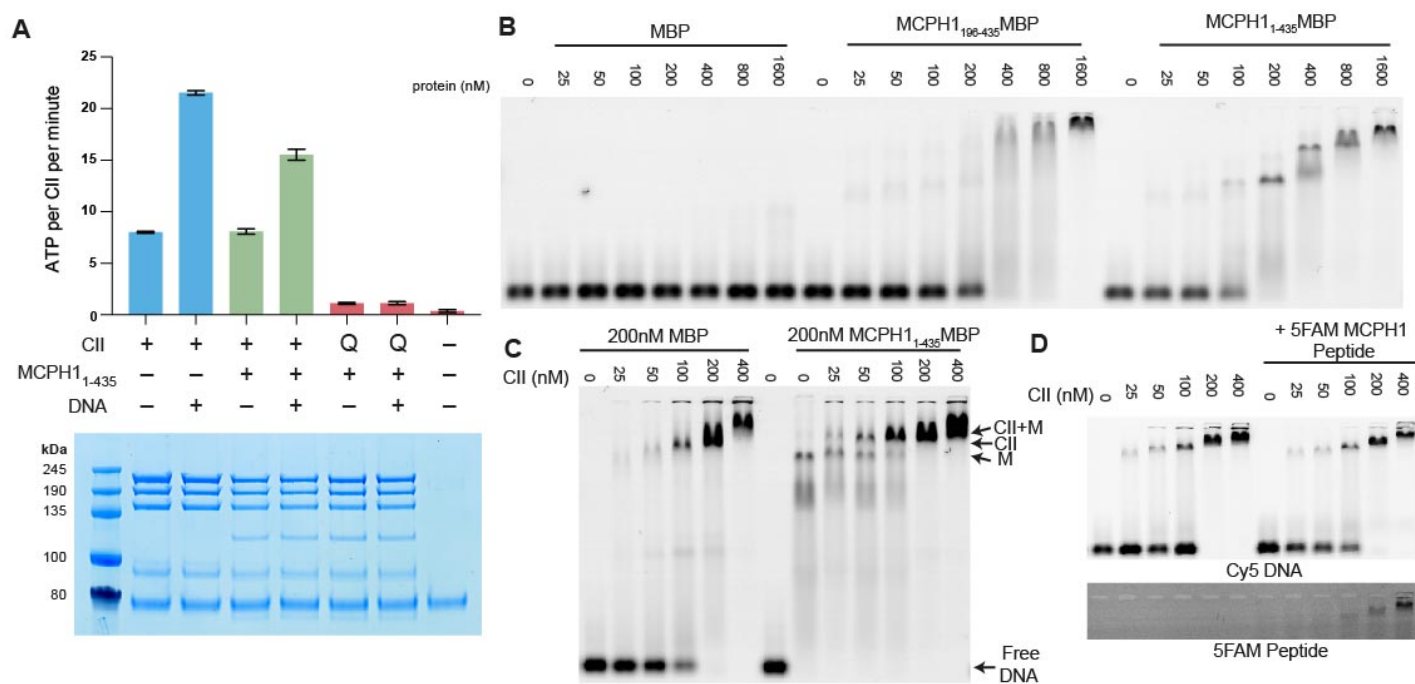 A
25
20
15
10
5
0
ATP per CII per minute
CII + + + + Q Q –
MCPH1₁₋₄₃₅ – – + + + + –
DNA – + – + – + –
kDa
245
190
135
100
80
B
MBP
MCPH1₁₉₆₋₄₃₅MBP
MCPH1₁₋₄₃₅MBP
protein (nM)
0 25 50 100 200 400 800 1600 0 25 50 100 200 400 800 1600 0 25 50 100 200 400 800 1600
C
200nM MBP
200nM MCPH1₁₋₄₃₅MBP
CII (nM) 0 25 50 100 200 400 0 25 50 100 200 400
CII+M
CII
M
Free
DNA
D
+ 5FAM MCPH1
Peptide
CII (nM) 0 25 50 100 200 400 0 25 50 100 200 400
Cy5 DNA
5FAM Peptide